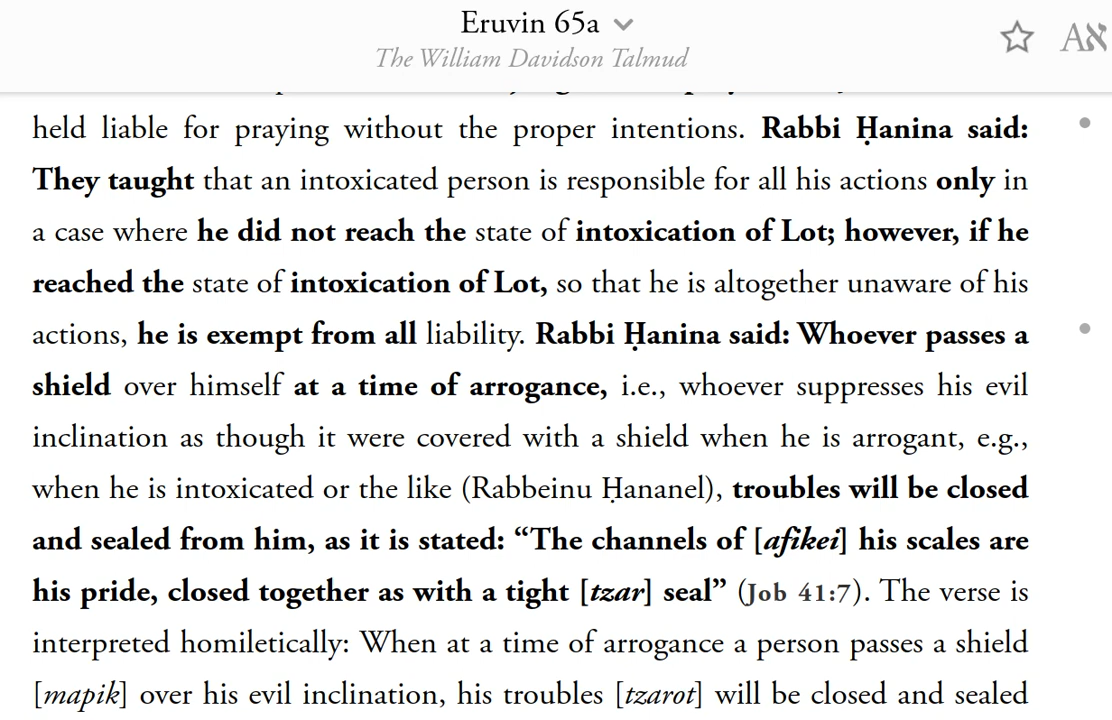 Eruvin 65a
The William Davidson Talmud
Aא
held liable for praying without the proper intentions. Rabbi Ḥanina said:
They taught that an intoxicated person is responsible for all his actions only in
a case where he did not reach the state of intoxication of Lot; however, if he
reached the state of intoxication of Lot, so that he is altogether unaware of his
actions, he is exempt from all liability. Rabbi Ḥanina said: Whoever passes a
shield over himself at a time of arrogance, i.e., whoever suppresses his evil
inclination as though it were covered with a shield when he is arrogant, e.g.,
when he is intoxicated or the like (Rabbeinu Ḥananel), troubles will be closed
and sealed from him, as it is stated: “The channels of [afikei] his scales are
his pride, closed together as with a tight [tzar] seal” (Job 41:7). The verse is
interpreted homiletically: When at a time of arrogance a person passes a shield
[mapik] over his evil inclination, his troubles [tzarot] will be closed and sealed